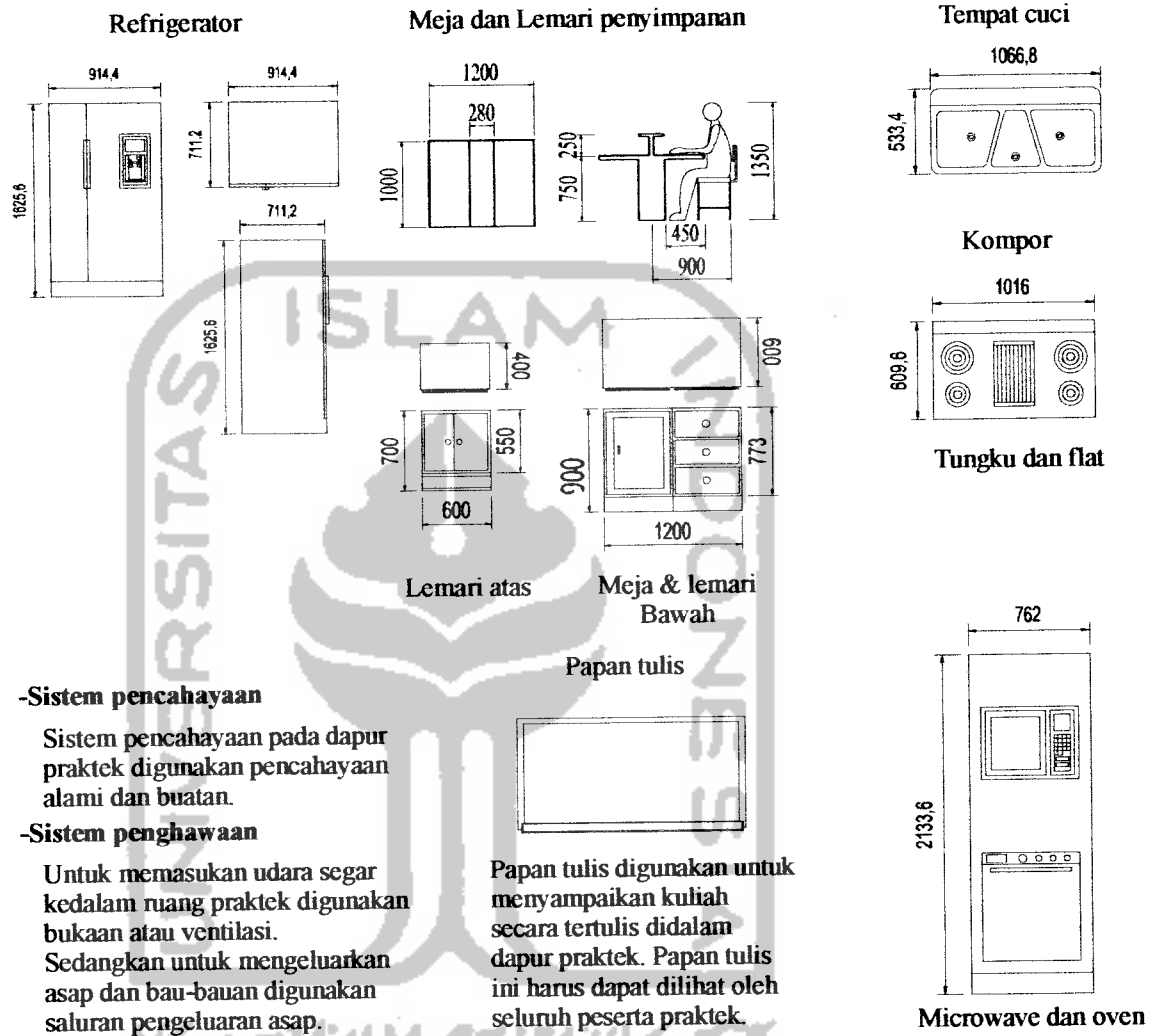 Refrigerator
Meja dan Lemari penyimpanan
Tempat cuci
914,4
914,4
1625,6
711,2
711,2
1625,6
1200
280
1000
250
750
1350
450
900
1066,8
533,4
Kompor
1016
609,6
Tungku dan flat
400
600
700
550
600
900
773
1200
Lemari atas
Meja & lemari
Bawah
Papan tulis
762
2133,6
Microwave dan oven
-Sistem pencahayaan
Sistem pencahayaan pada dapur
praktek digunakan pencahayaan
alami dan buatan.
-Sistem penghawaan
Untuk memasukan udara segar
kedalam ruang praktek digunakan
bukaan atau ventilasi.
Sedangkan untuk mengeluarkan
asap dan bau-bauan digunakan
saluran pengeluaran asap.
Papan tulis digunakan untuk
menyampaikan kuliah
secara tertulis didalam
dapur praktek. Papan tulis
ini harus dapat dilihat oleh
seluruh peserta praktek.
UNIVERSITAS
ISLAM
INDONESIA